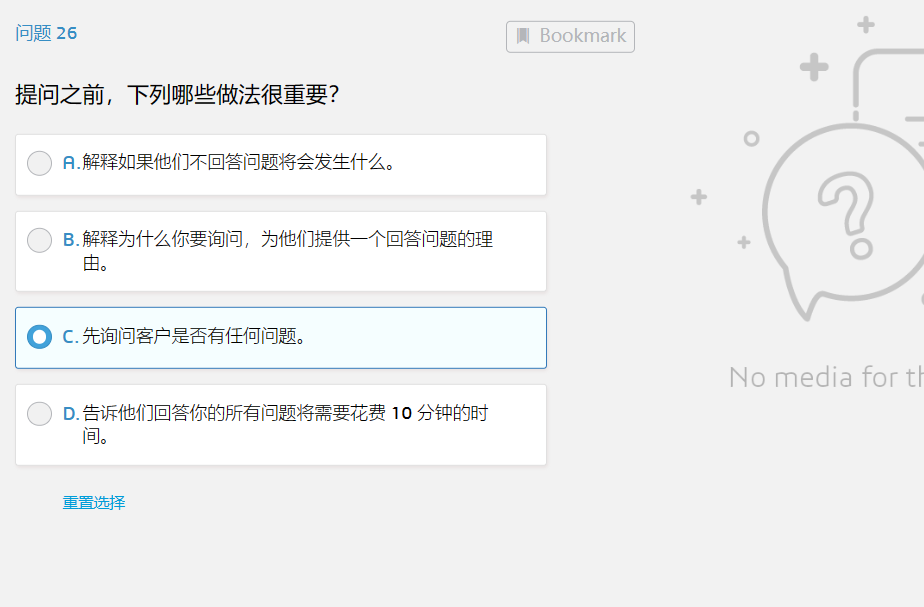 问题 26
Bookmark
提问之前，下列哪些做法很重要？
A.解释如果他们不回答问题将会发生什么。
B.解释为什么你要询问，为他们提供一个回答问题的理
由。
C.先询问客户是否有任何问题。
D.告诉他们回答你的所有问题将需要花费 10 分钟的时
间。
重置选择
No media for th